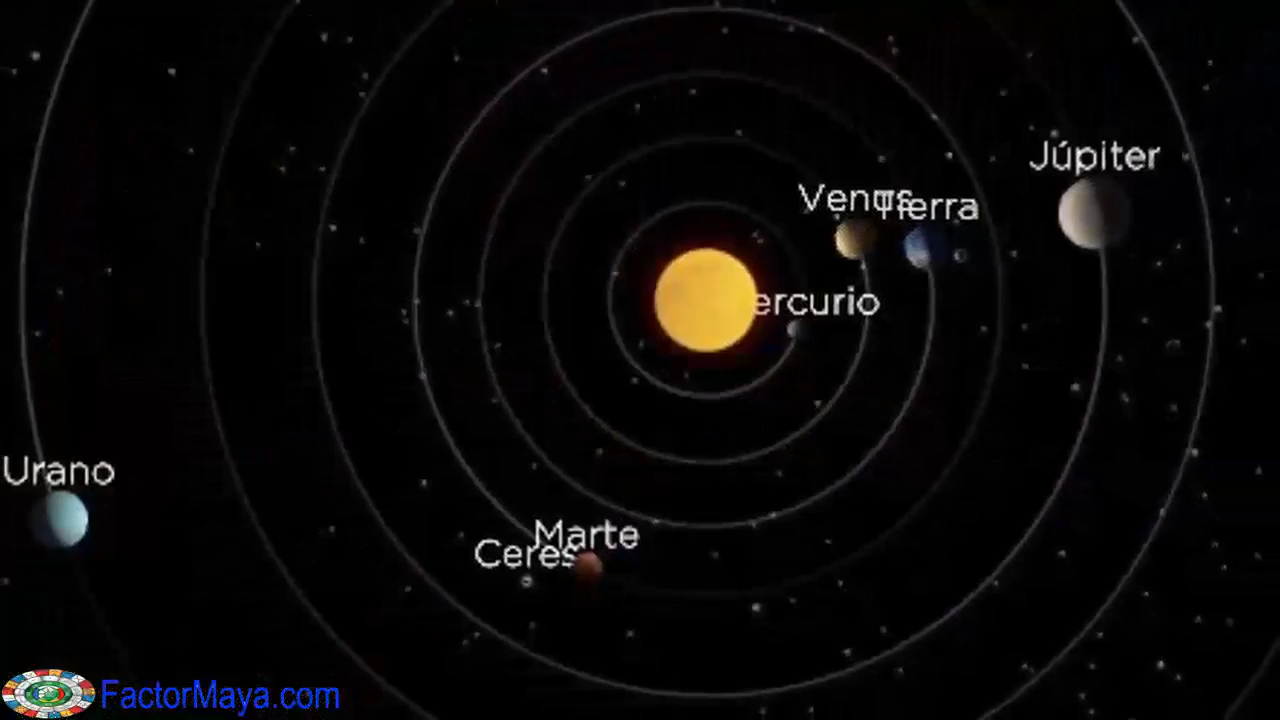 Júpiter
Venus
Tierra
ercurio
Urano
Marte
Ceres
FactorMaya.com